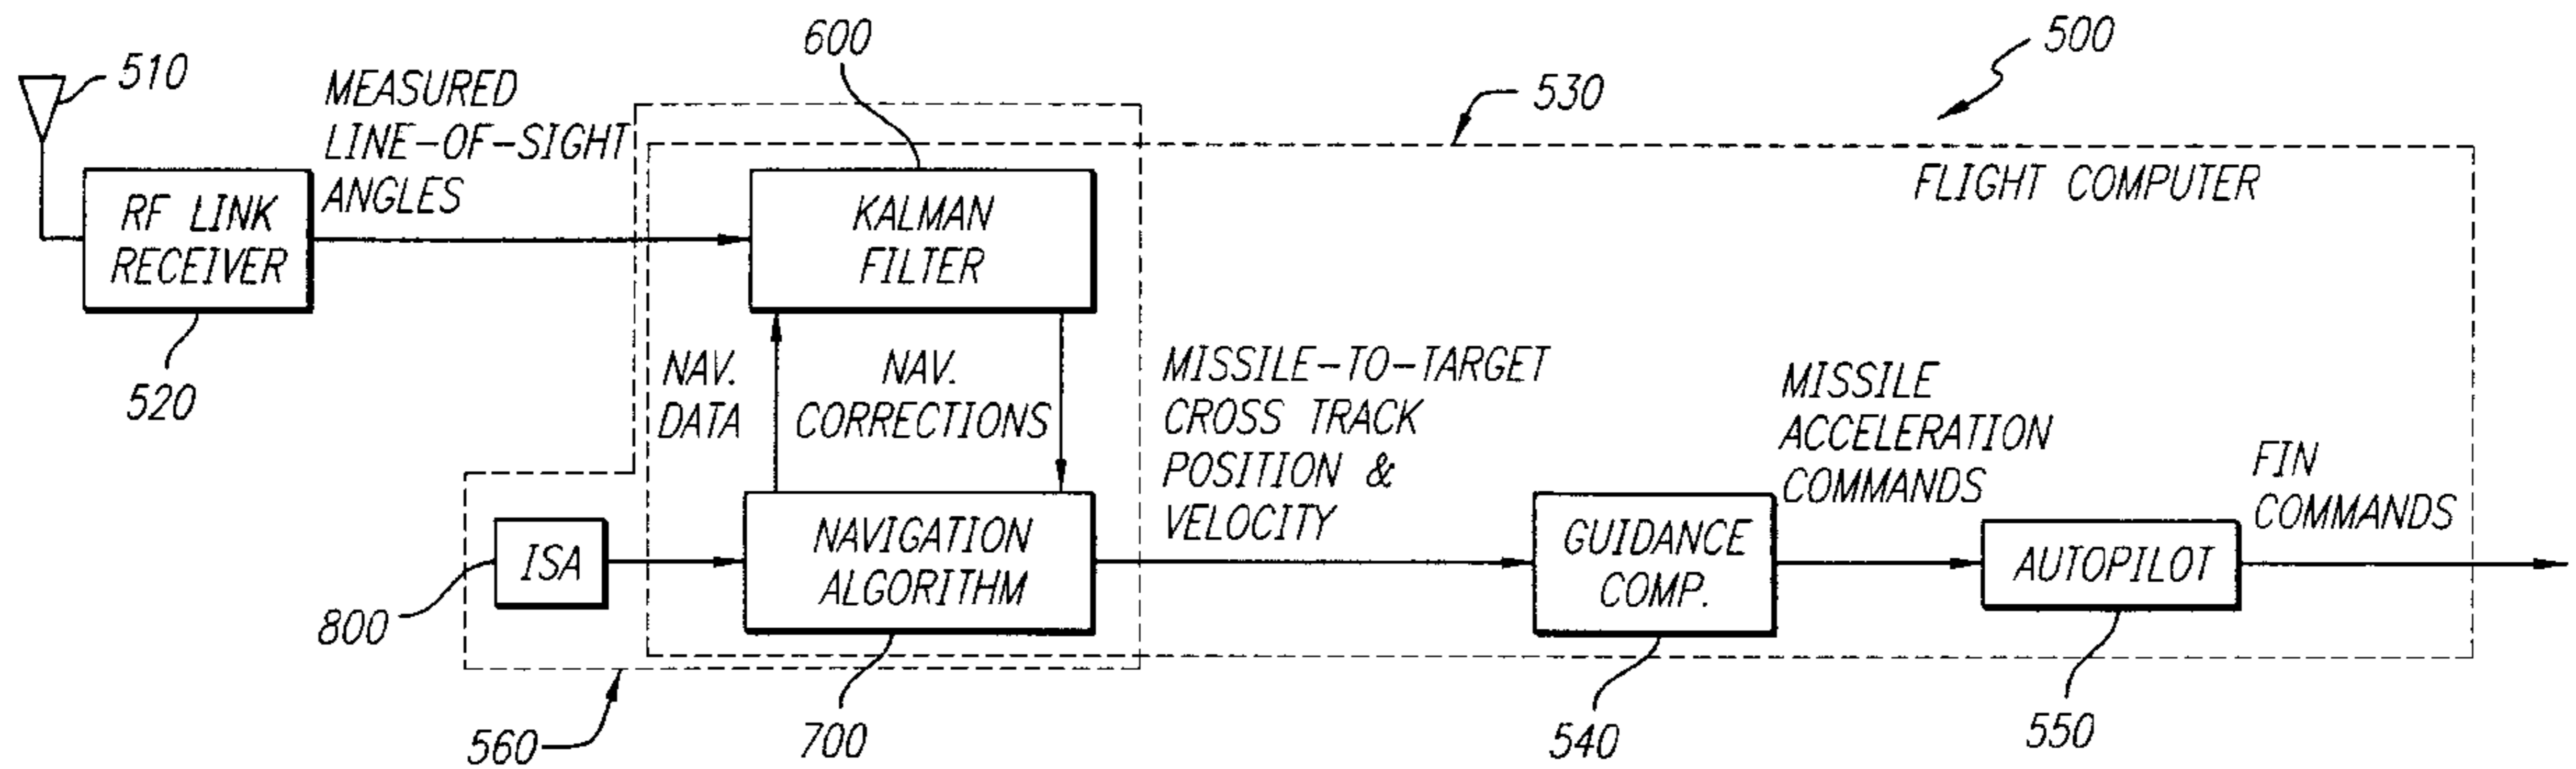 600
500
510
MEASURED
LINE-OF-SIGHT
ANGLES
530
FLIGHT COMPUTER
RF LINK
RECEIVER
KALMAN
FILTER
520
NAV.
DATA
NAV.
CORRECTIONS
MISSILE-TO-TARGET
CROSS TRACK
POSITION &
VELOCITY
MISSILE
ACCELERATION
COMMANDS
FIN
COMMANDS
800
ISA
NAVIGATION
ALGORITHM
GUIDANCE
COMP.
AUTOPILOT
560
700
540
550